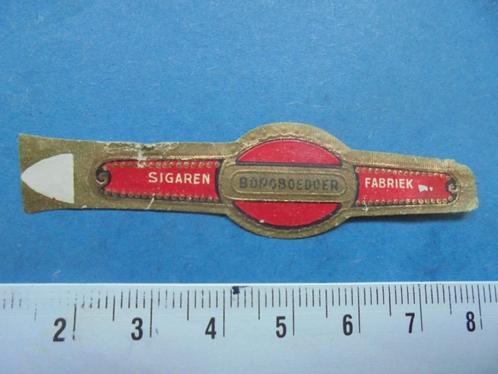 SIGAREN BOROBOEDOER FABRIEK
2 3 4 5 6 7 8